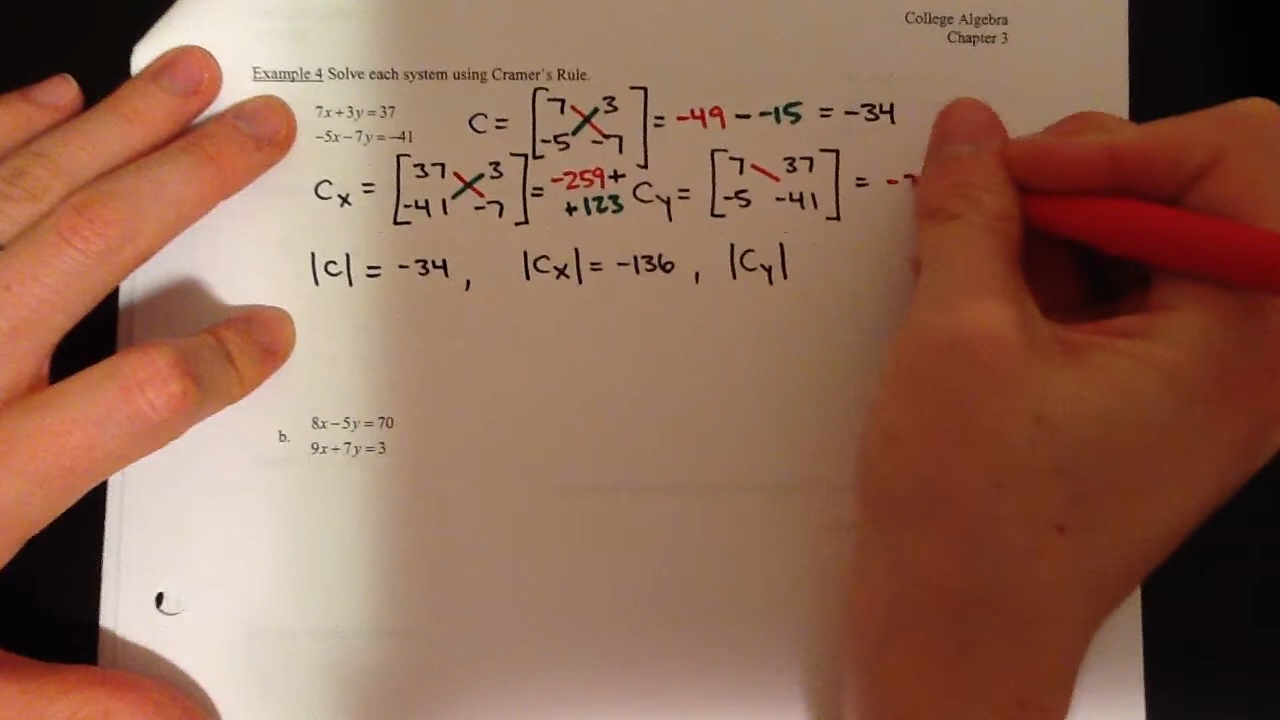 College Algebra
Chapter 3
Example 4 Solve each system using Cramer's Rule.
7x+3y=37
-5x-7y=-41
C= [7 3 -5 -7] = -49 - -15 = -34
Cx = [37 3 -41 -7] = -259+ +123
Cy= [7 37 -5 -41] = -
|C| = -34, |Cx| = -136, |Cy|
b.
8x-5y=70
9x+7y=3